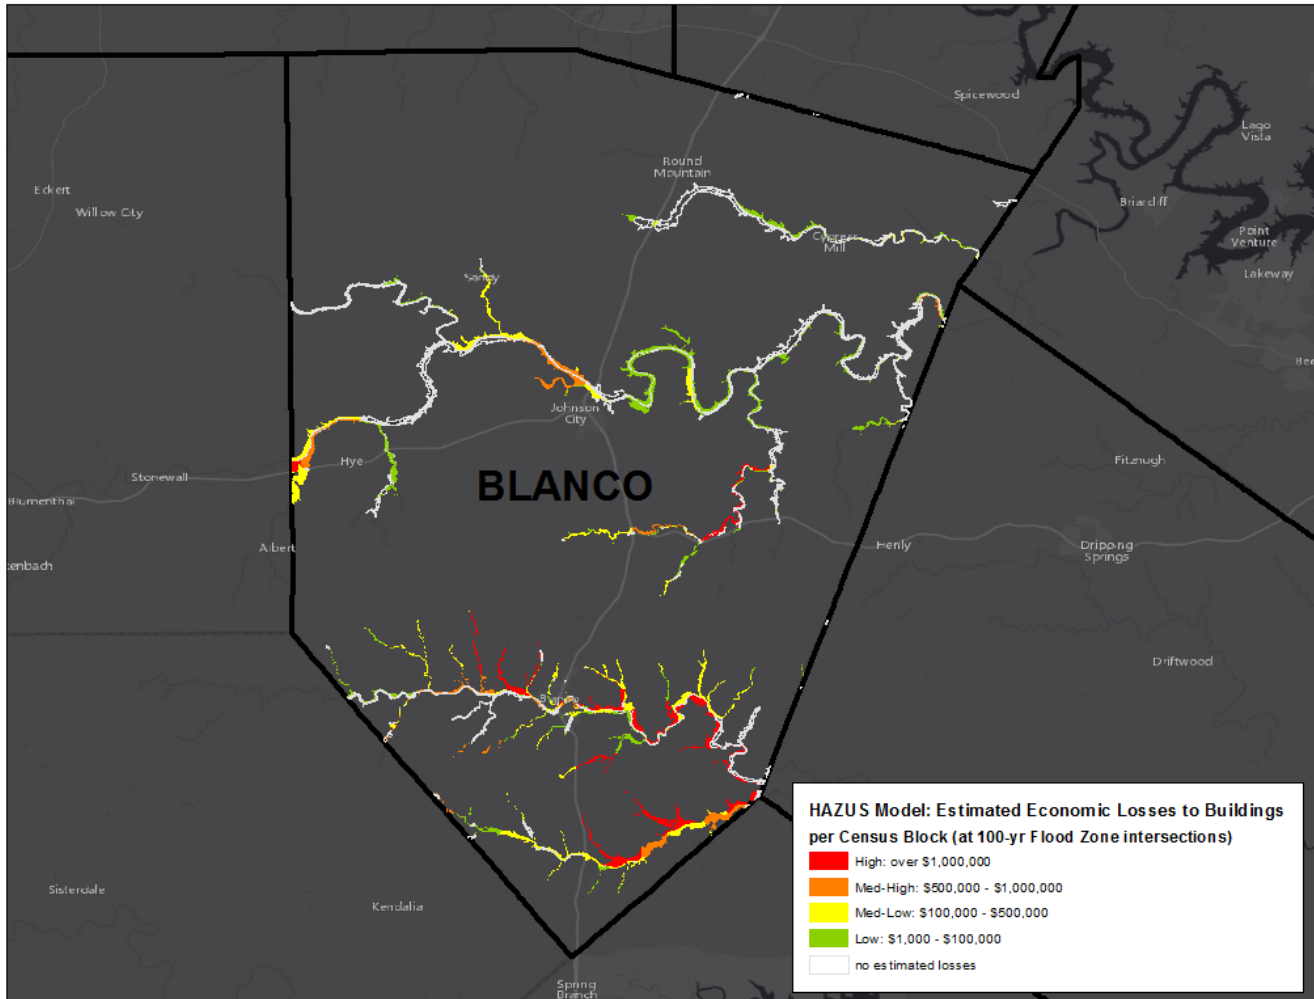 Spicewood
Lago
Vista
Round
Mountain
Eckert
Willow City
Briarcliff
Cypress
Mill
Point
Venture
Lakeway
Sandy
Bee
Johnson
City
Hye
Stonewall
Fitzhugh
BLANCO
Blumenthal
Albert
Henly
Dripping
Springs
kenbach
Driftwood
Blanco
Sisterdale
Kendalia
Spring
Branch
HAZUS Model: Estimated Economic Losses to Buildings
per Census Block (at 100-yr Flood Zone intersections)
High: over $1,000,000
Med-High: $500,000 - $1,000,000
Med-Low: $100,000 - $500,000
Low: $1,000 - $100,000
no estimated losses